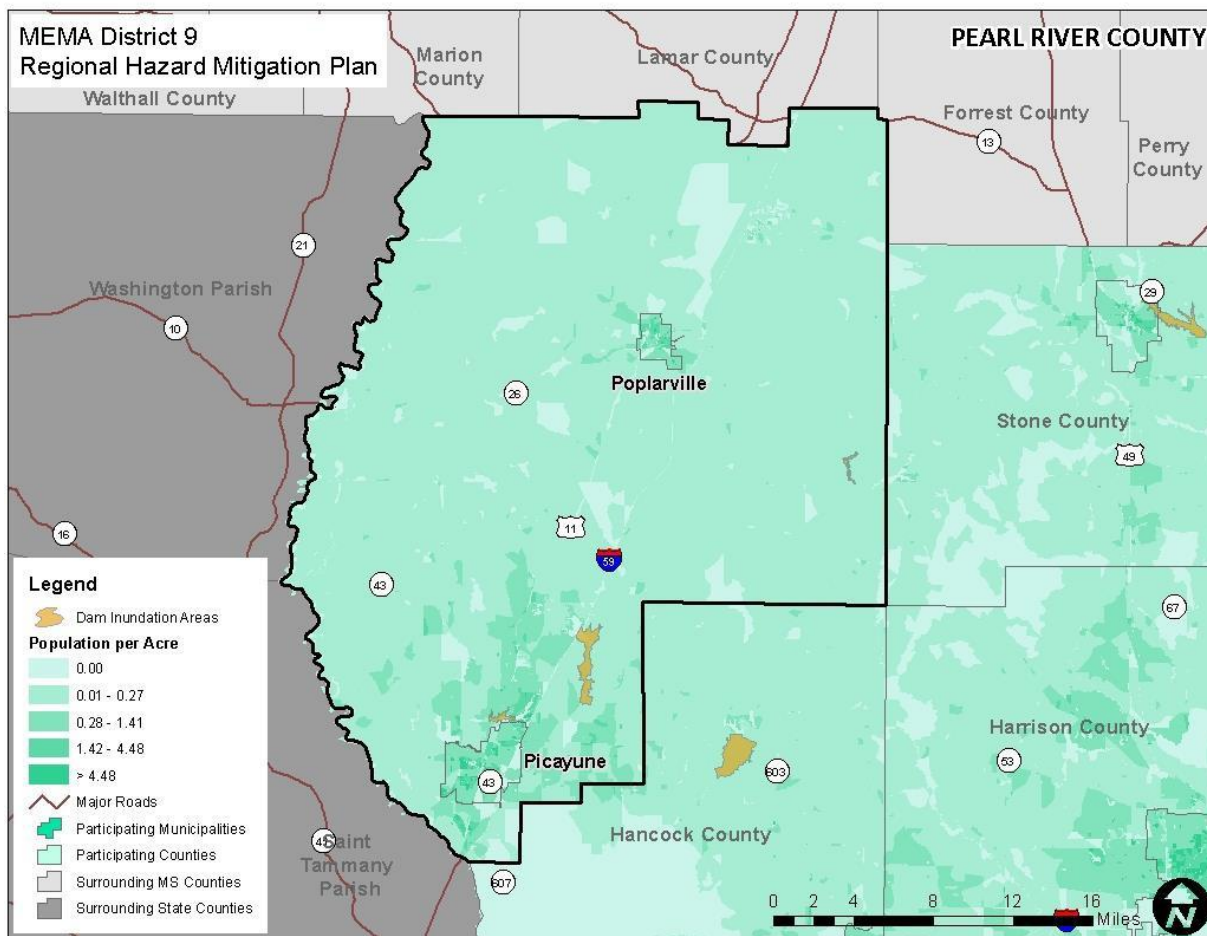 MEMA District 9
Regional Hazard Mitigation Plan
PEARL RIVER COUNTY
Walthall County
Marion
County
Lamar County
Forrest County
Perry
County
13
21
Washington Parish
10
29
Poplarville
26
Stone County
49
16
11
59
43
67
Harrison County
53
Picayune
43
603
Hancock County
Saint
Tammany
Parish
607
Legend
Dam Inundation Areas
Population per Acre
0.00
0.01 - 0.27
0.28 - 1.41
1.42 - 4.48
> 4.48
Major Roads
Participating Municipalities
Participating Counties
Surrounding MS Counties
Surrounding State Counties
0 2 4 8 12 16
Miles
N